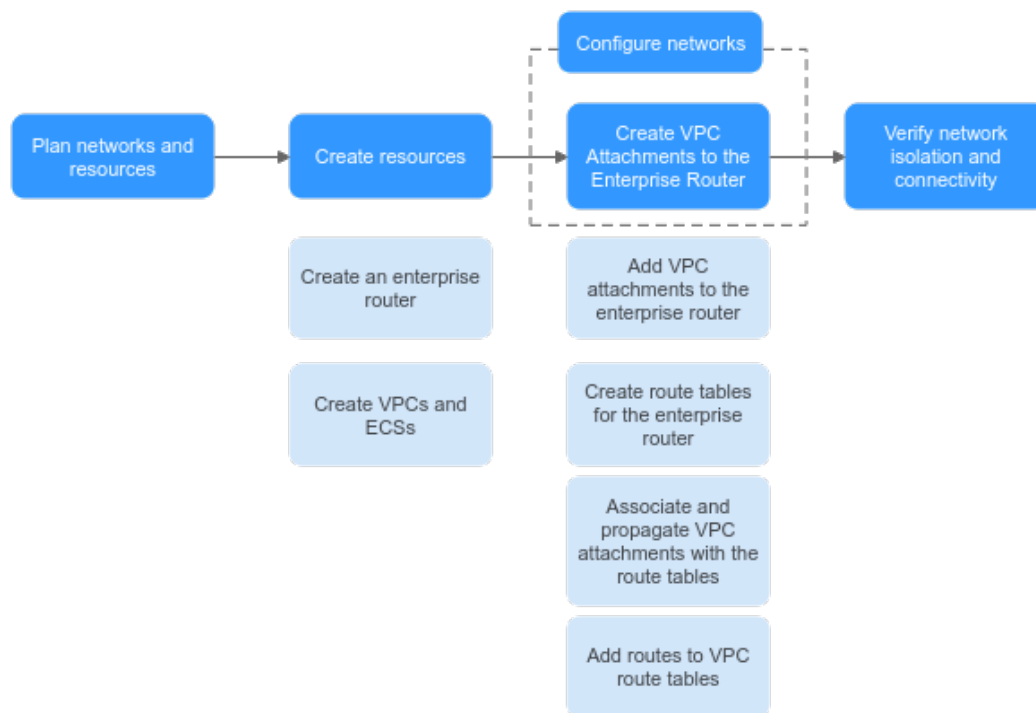 Configure networks
Plan networks and
resources
Create resources
Create VPC
Attachments to the
Enterprise Router
Verify network
isolation and
connectivity
Create an enterprise
router
Add VPC
attachments to the
enterprise router
Create VPCs and
ECSs
Create route tables
for the enterprise
router
Associate and
propagate VPC
attachments with the
route tables
Add routes to VPC
route tables